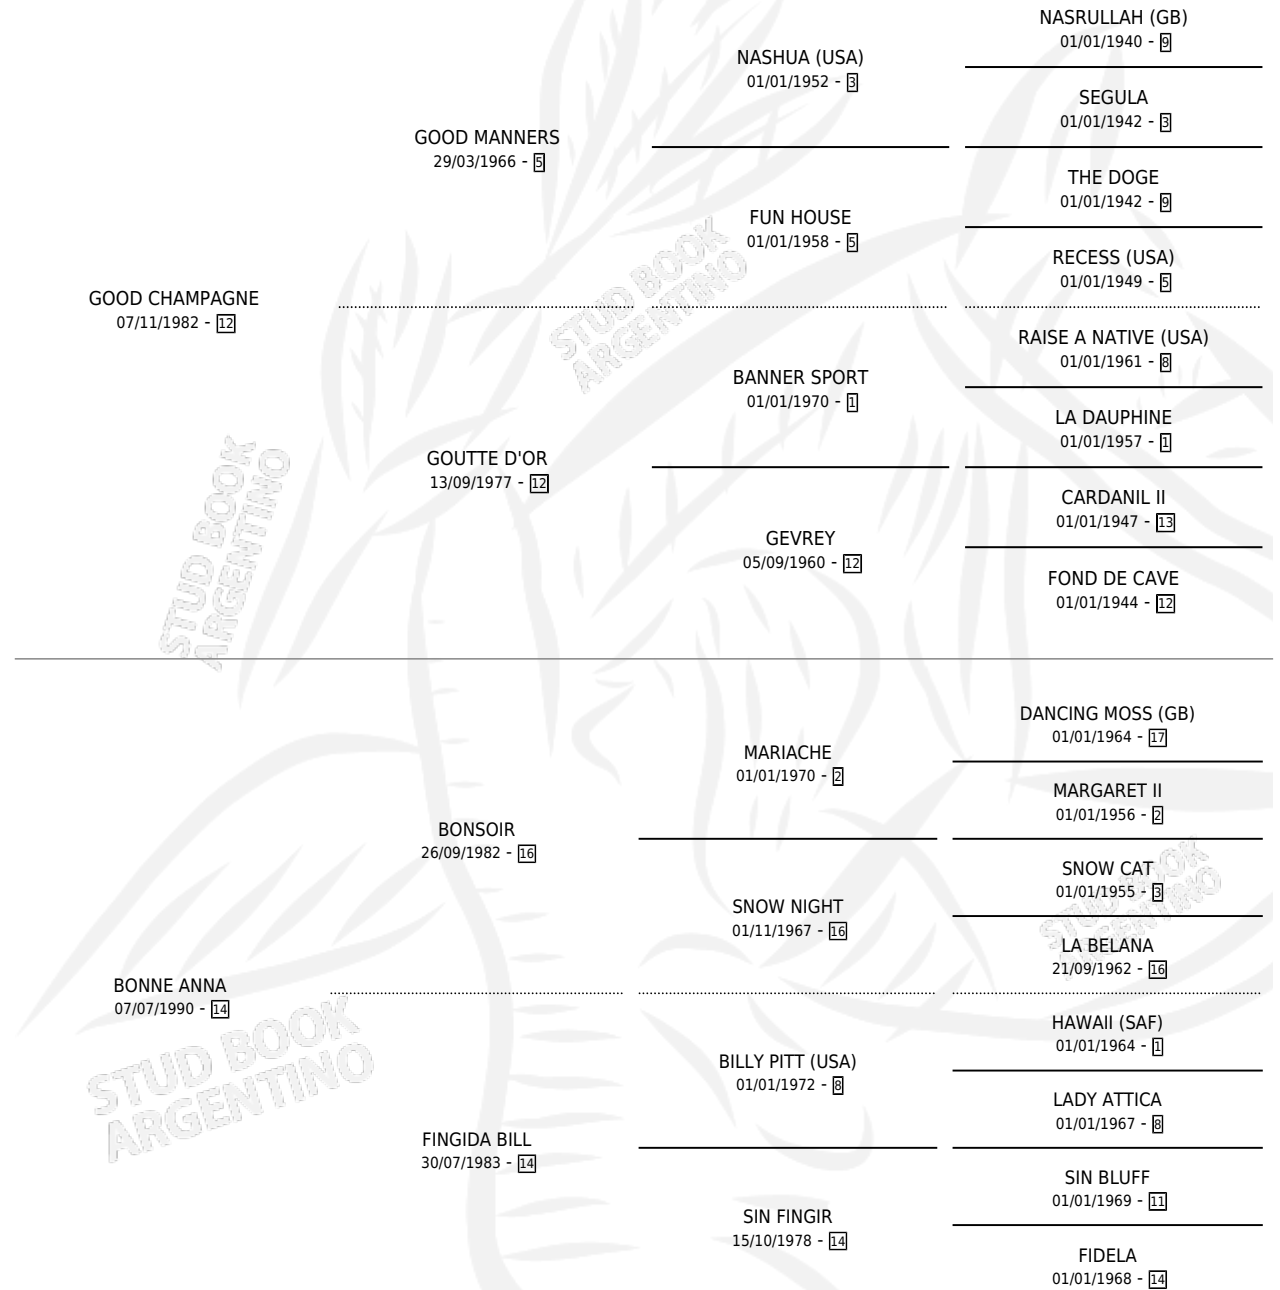 NASRULLAH (GB)
01/01/1940 - 9
NASHUA (USA)
01/01/1952 - 3
SEGULA
01/01/1942 - 3
GOOD MANNERS
29/03/1966 - 5
THE DOGE
01/01/1942 - 9
FUN HOUSE
01/01/1958 - 5
RECESS (USA)
01/01/1949 - 5
GOOD CHAMPAGNE
07/11/1982 - 12
RAISE A NATIVE (USA)
01/01/1961 - 8
BANNER SPORT
01/01/1970 - 1
LA DAUPHINE
01/01/1957 - 1
GOUTTE D'OR
13/09/1977 - 12
CARDANIL II
01/01/1947 - 13
GEVREY
05/09/1960 - 12
FOND DE CAVE
01/01/1944 - 12
DANCING MOSS (GB)
01/01/1964 - 17
MARIACHE
01/01/1970 - 2
MARGARET II
01/01/1956 - 2
BONSOIR
26/09/1982 - 16
SNOW CAT
01/01/1955 - 3
SNOW NIGHT
01/11/1967 - 16
LA BELANA
21/09/1962 - 16
BONNE ANNA
07/07/1990 - 14
HAWAII (SAF)
01/01/1964 - 1
BILLY PITT (USA)
01/01/1972 - 8
LADY ATTICA
01/01/1967 - 8
FINGIDA BILL
30/07/1983 - 14
SIN BLUFF
01/01/1969 - 11
SIN FINGIR
15/10/1978 - 14
FIDELA
01/01/1968 - 14
STUD BOOK
ARGENTINO
STUD BOOK
ARGENTINO
STUD BOOK
ARGENTINO
STUD BOOK
ARGENTINO